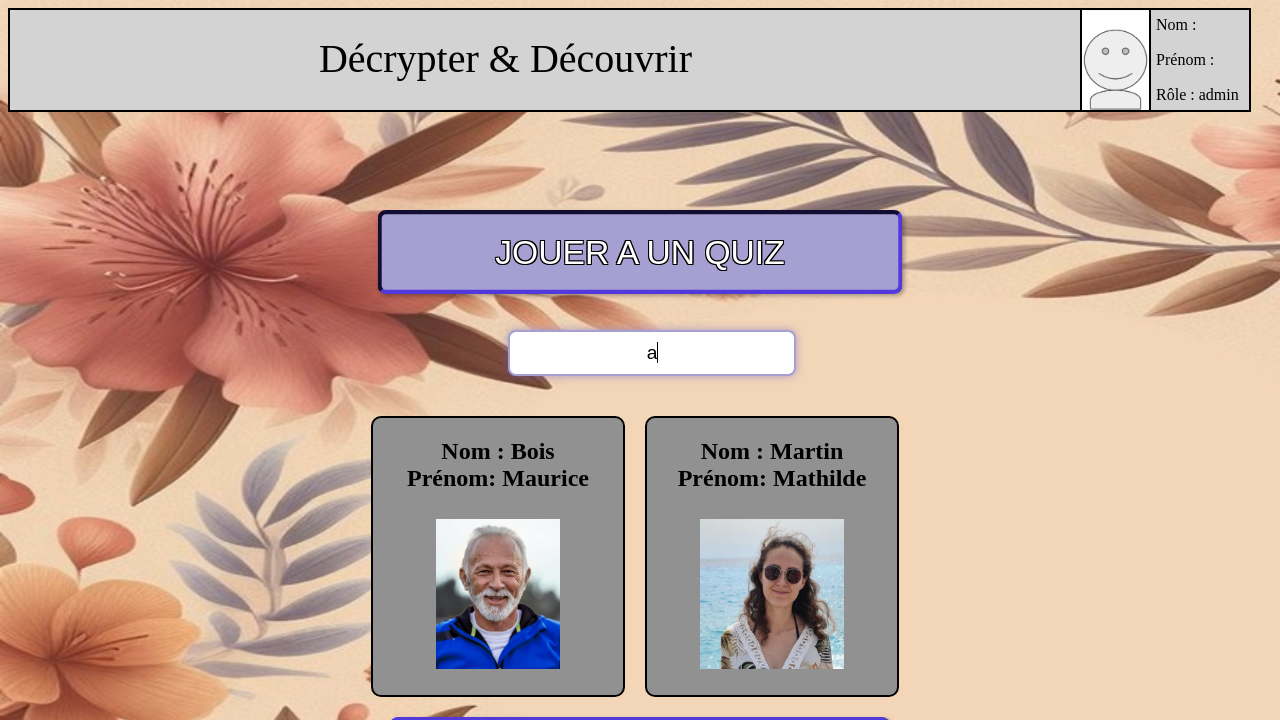 Décrypter & Découvrir
Nom :
Prénom :
Rôle : admin
JOUER A UN QUIZ
a
Nom : Bois
Prénom: Maurice
Nom : Martin
Prénom: Mathilde